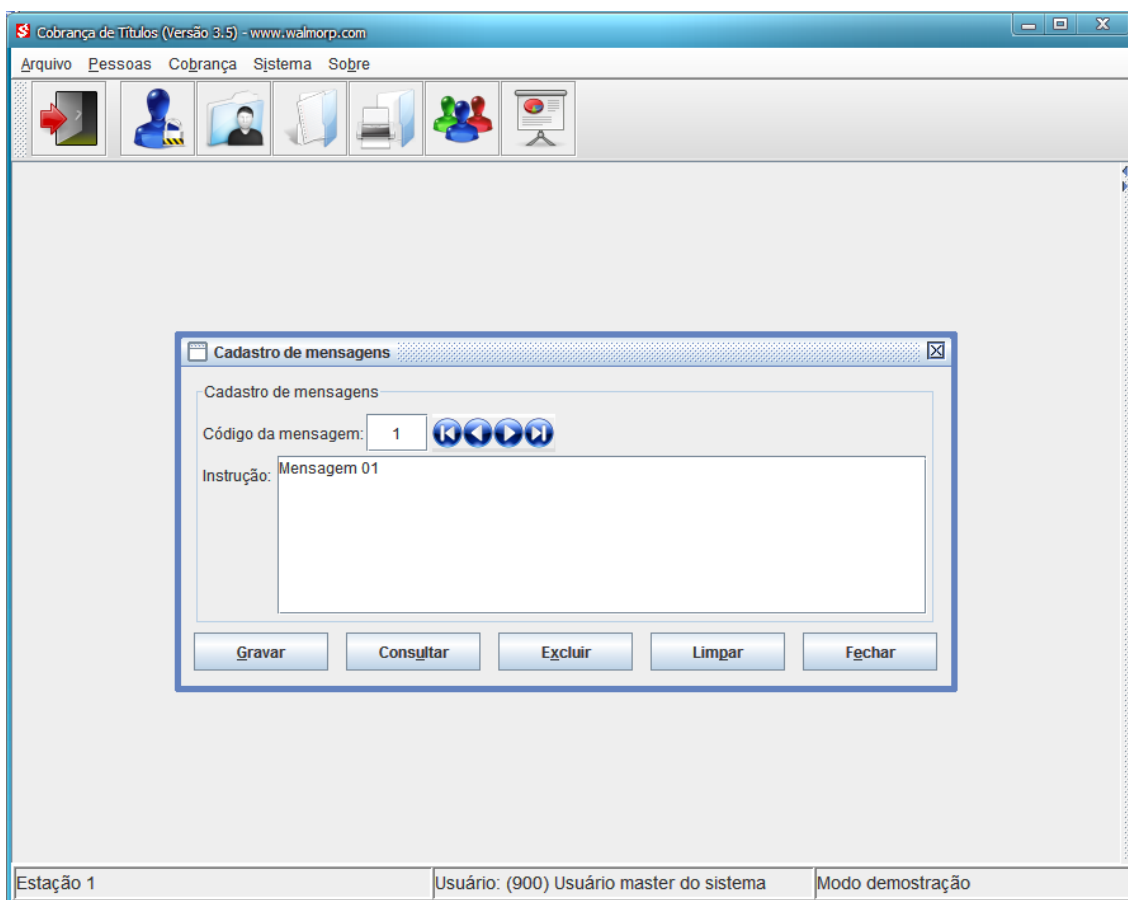 Cobrança de Títulos (Versão 3.5) - www.walmorp.com
Arquivo Pessoas Cobrança Sistema Sobre
Cadastro de mensagens
Cadastro de mensagens
Código da mensagem: 1
Instrução: Mensagem 01
Gravar Consultar Excluir Limpar Fechar
Estação 1 Usuário: (900) Usuário master do sistema Modo demostração